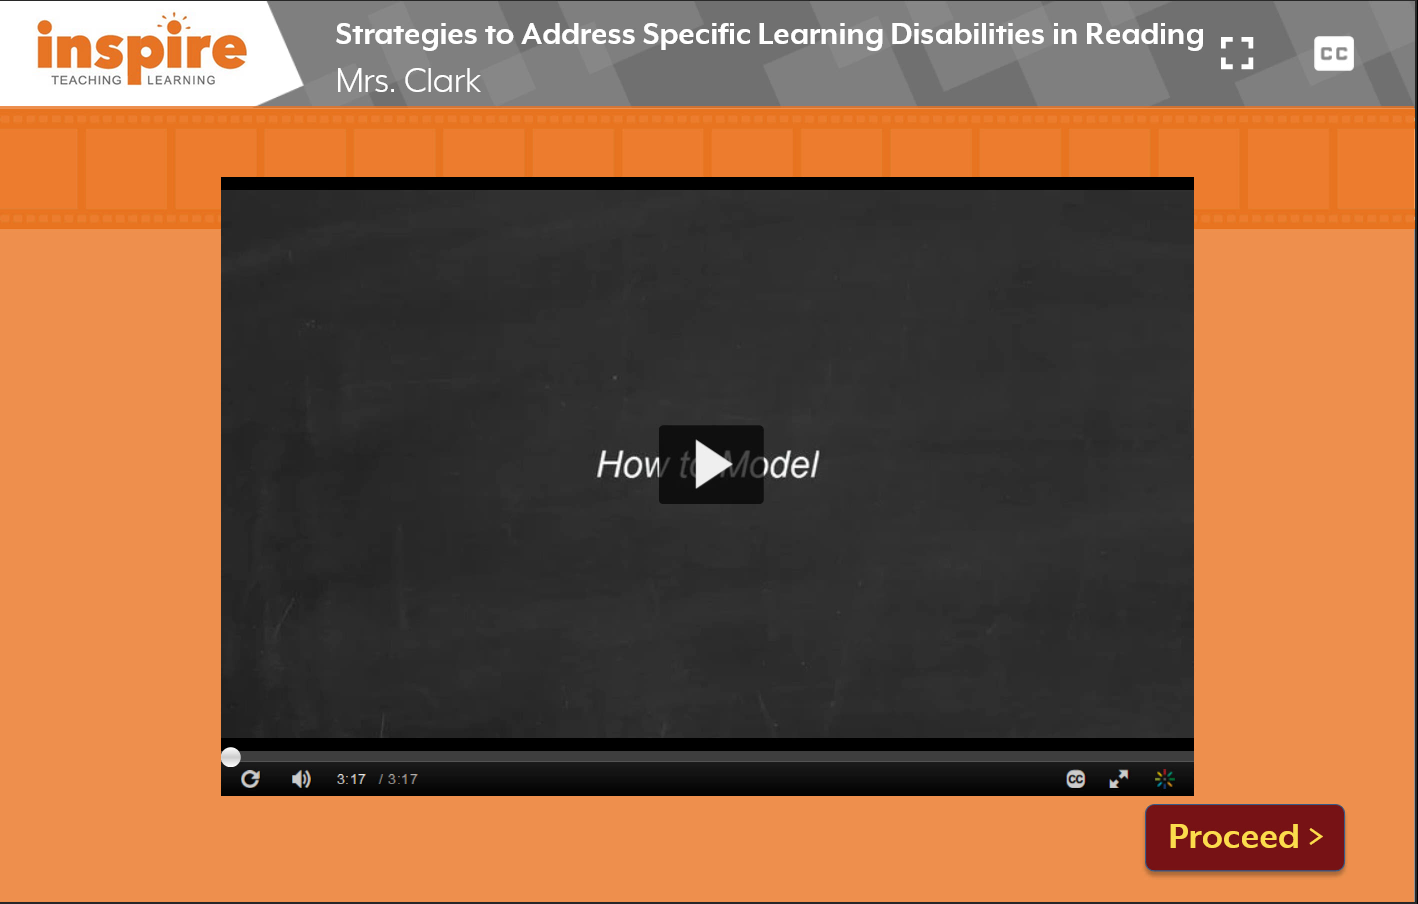 inspire
TEACHING LEARNING
Strategies to Address Specific Learning Disabilities in Reading
Mrs. Clark
CC
How to Model
3:17 / 3:17
CC
Proceed >